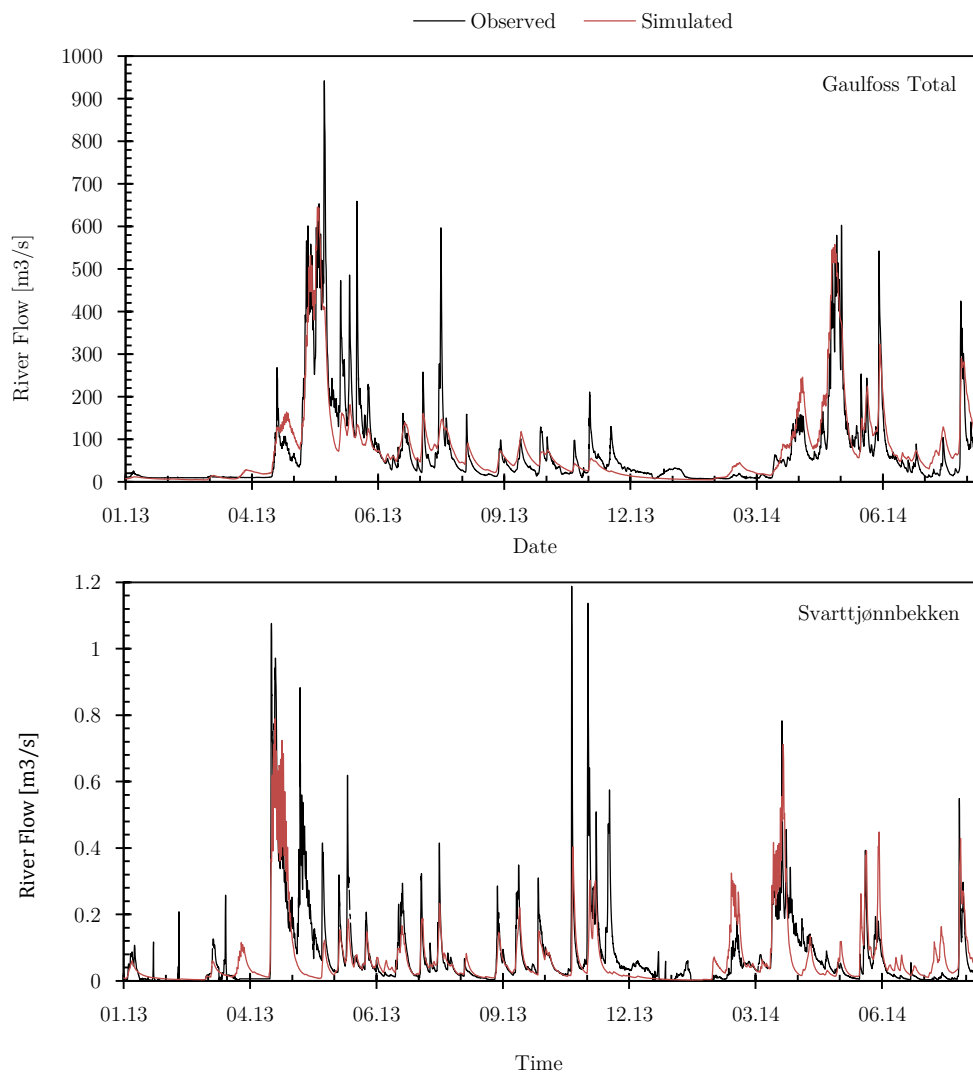 Observed Simulated
1000
Gaulfoss Total
900
800
700
600
500
400
300
200
100
0
River Flow [m3/s]
01.13 04.13 06.13 09.13 12.13 03.14 06.14
Date
1.2
Svarttjønnbekken
1
0.8
0.6
0.4
0.2
0
River Flow [m3/s]
01.13 04.13 06.13 09.13 12.13 03.14 06.14
Time